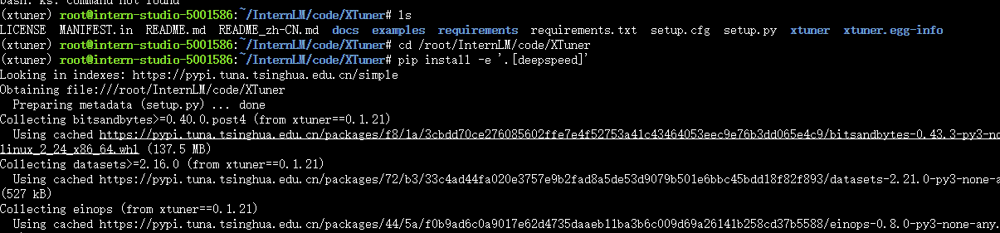 bash: ks: command not found
(xtuner) root@intern-studio-5001586:~/InternLM/code/XTuner# ls
LICENSE MANIFEST.in README.md README_zh-CN.md docs examples requirements requirements.txt setup.cfg setup.py xtuner xtuner.egg-info
(xtuner) root@intern-studio-5001586:~/InternLM/code/XTuner# cd /root/InternLM/code/XTuner
(xtuner) root@intern-studio-5001586:~/InternLM/code/XTuner# pip install -e '.[deepspeed]'
Looking in indexes: https://pypi.tuna.tsinghua.edu.cn/simple
Obtaining file:///root/InternLM/code/XTuner
Preparing metadata (setup.py) ... done
Collecting bitsandbytes>=0.40.0.post4 (from xtuner==0.1.21)
Using cached https://pypi.tuna.tsinghua.edu.cn/packages/f8/1a/3cbdd70ce276085602ffe7e4f52753a41c43464053eec9e76b3dd065e4c9/bitsandbytes-0.43.3-py3-no
linux_2_24_x86_64.whl (137.5 MB)
Collecting datasets>=2.16.0 (from xtuner==0.1.21)
Using cached https://pypi.tuna.tsinghua.edu.cn/packages/72/b3/33c4ad44fa020e3757e9b2fad8a5de53d9079b501e6bbc45bdd18f82f893/datasets-2.21.0-py3-none-a
(527 kB)
Collecting einops (from xtuner==0.1.21)
Using cached https://pypi.tuna.tsinghua.edu.cn/packages/44/5a/f0b9ad6c0a9017e62d4735daaeb11ba3b6c009d69a26141b258cd37b5588/einops-0.8.0-py3-none-any.